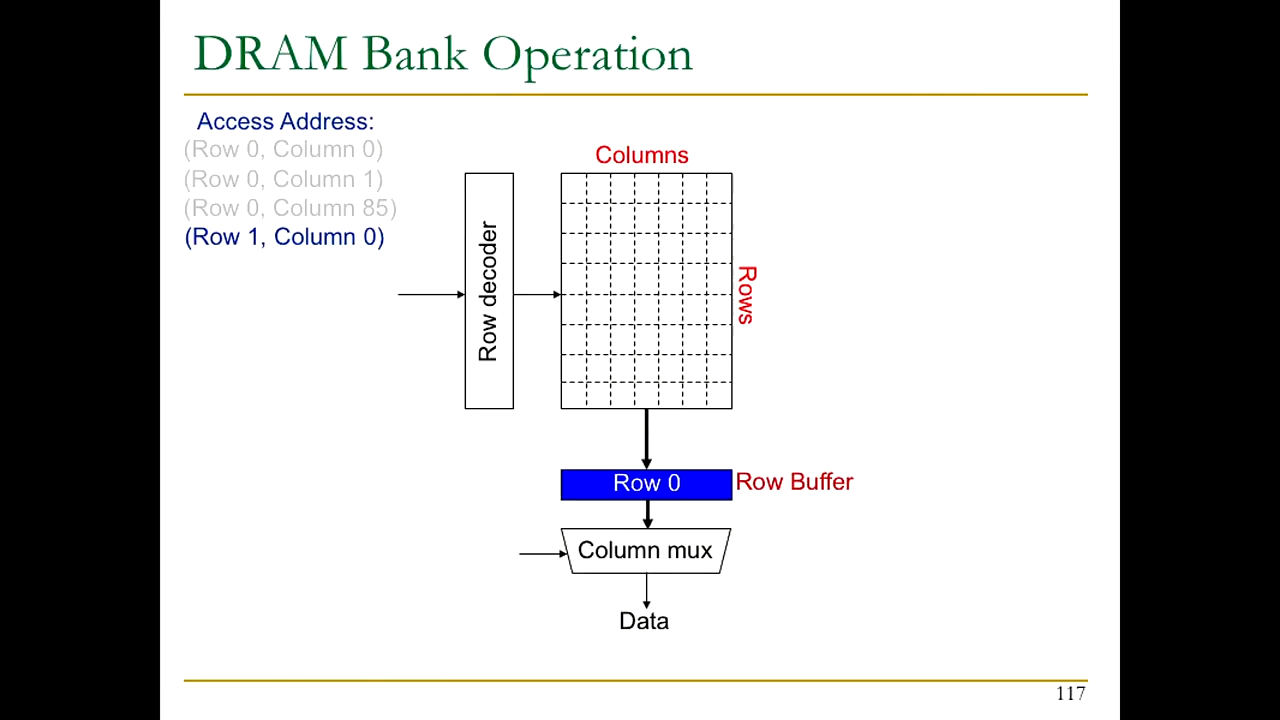 DRAM Bank Operation
Access Address:
(Row 0, Column 0)
(Row 0, Column 1)
(Row 0, Column 85)
(Row 1, Column 0)
Columns
Row decoder
Rows
Row 0
Row Buffer
Column mux
Data
117